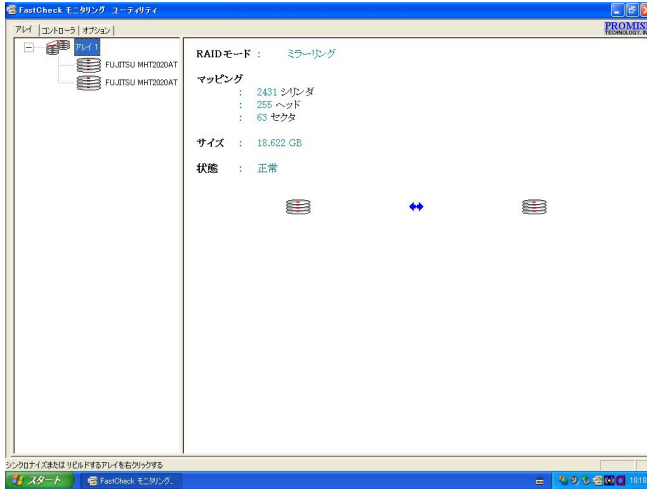 FastCheck モニタリング ユーティリティ
アレイ コントローラ オプション
PROMISE
TECHNOLOGY, IN
アレイ 1
FUJITSU MHT2020AT
FUJITSU MHT2020AT
RAIDモード : ミラーリング
マッピング
: 2431 シリンダ
: 255 ヘッド
: 63 セクタ
サイズ : 18.622 GB
状態 : 正常
シンクロナイズまたは リビルドするアレイを右クリックする
スタート FastCheck モニタリング... 1818